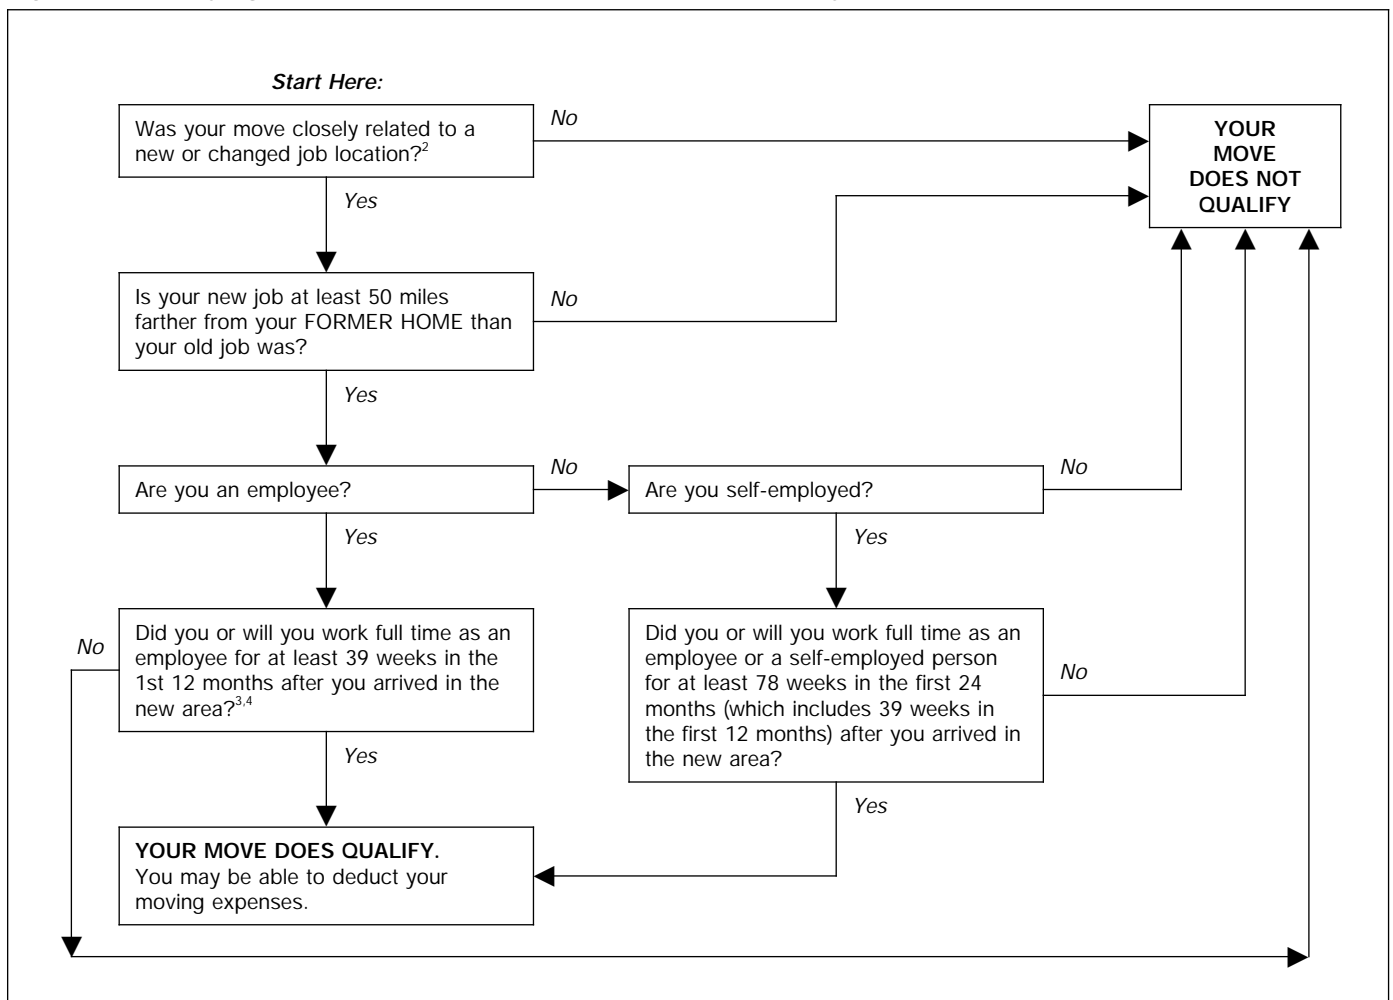 Start Here:
Was your move closely related to a
new or changed job location?2
No
YOUR
MOVE
DOES NOT
QUALIFY
Yes
Is your new job at least 50 miles
farther from your FORMER HOME than
your old job was?
No
Yes
Are you an employee?
No
Are you self-employed?
No
Yes
Yes
No
Did you or will you work full time as an
employee for at least 39 weeks in the
1st 12 months after you arrived in the
new area?3,4
Did you or will you work full time as an
employee or a self-employed person
for at least 78 weeks in the first 24
months (which includes 39 weeks in
the first 12 months) after you arrived in
the new area?
No
Yes
Yes
YOUR MOVE DOES QUALIFY.
You may be able to deduct your
moving expenses.